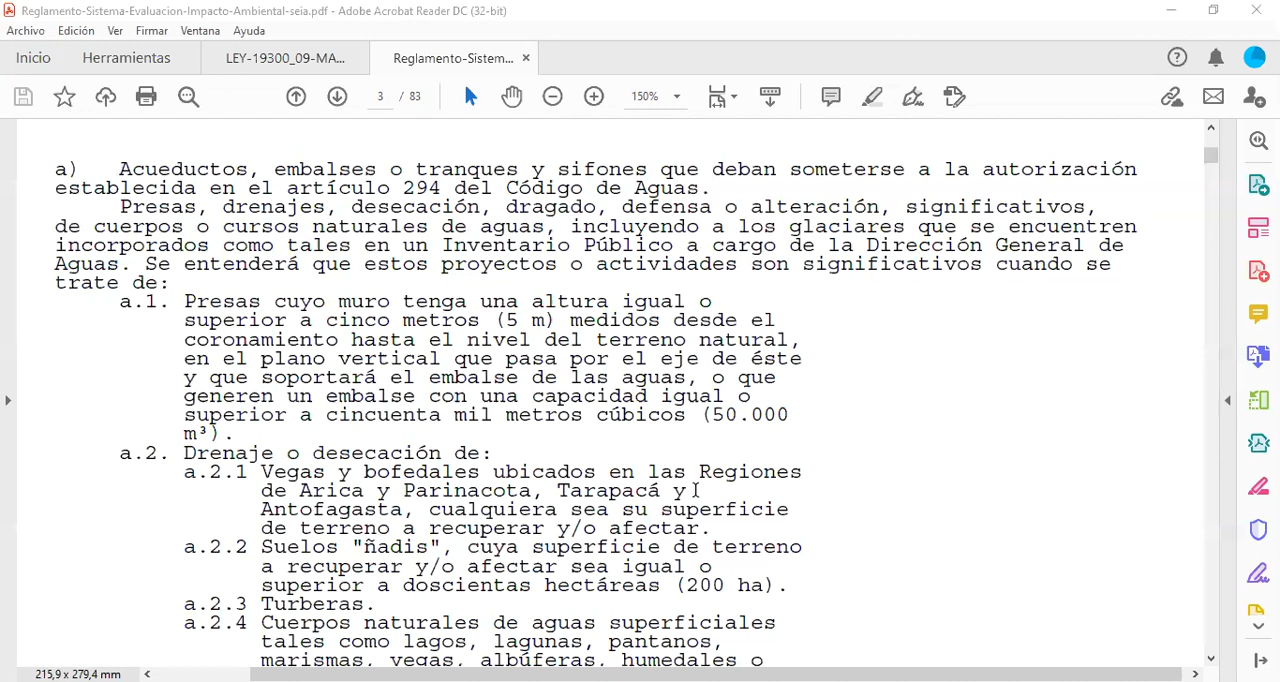 Reglamento-Sistema-Evaluacion-Impacto-Ambiental-seia.pdf - Adobe Acrobat Reader DC (32-bit)
Archivo Edición Ver Firmar Ventana Ayuda
Inicio Herramientas LEY-19300_09-MA... Reglamento-Sistem... ×
3 / 83 150%
a) Acueductos, embalses o tranques y sifones que deban someterse a la autorización
establecida en el artículo 294 del Código de Aguas.
Presas, drenajes, desecación, dragado, defensa o alteración, significativos,
de cuerpos o cursos naturales de aguas, incluyendo a los glaciares que se encuentren
incorporados como tales en un Inventario Público a cargo de la Dirección General de
Aguas. Se entenderá que estos proyectos o actividades son significativos cuando se
trate de:
a.1. Presas cuyo muro tenga una altura igual o
superior a cinco metros (5 m) medidos desde el
coronamiento hasta el nivel del terreno natural,
en el plano vertical que pasa por el eje de éste
y que soportará el embalse de las aguas, o que
generen un embalse con una capacidad igual o
superior a cincuenta mil metros cúbicos (50.000
m³).
a.2. Drenaje o desecación de:
a.2.1 Vegas y bofedales ubicados en las Regiones
de Arica y Parinacota, Tarapacá y
Antofagasta, cualquiera sea su superficie
de terreno a recuperar y/o afectar.
a.2.2 Suelos "ñadis", cuya superficie de terreno
a recuperar y/o afectar sea igual o
superior a doscientas hectáreas (200 ha).
a.2.3 Turberas.
a.2.4 Cuerpos naturales de aguas superficiales
tales como lagos, lagunas, pantanos,
marismas, vegas, albúferas, humedales o
215,9 x 279,4 mm